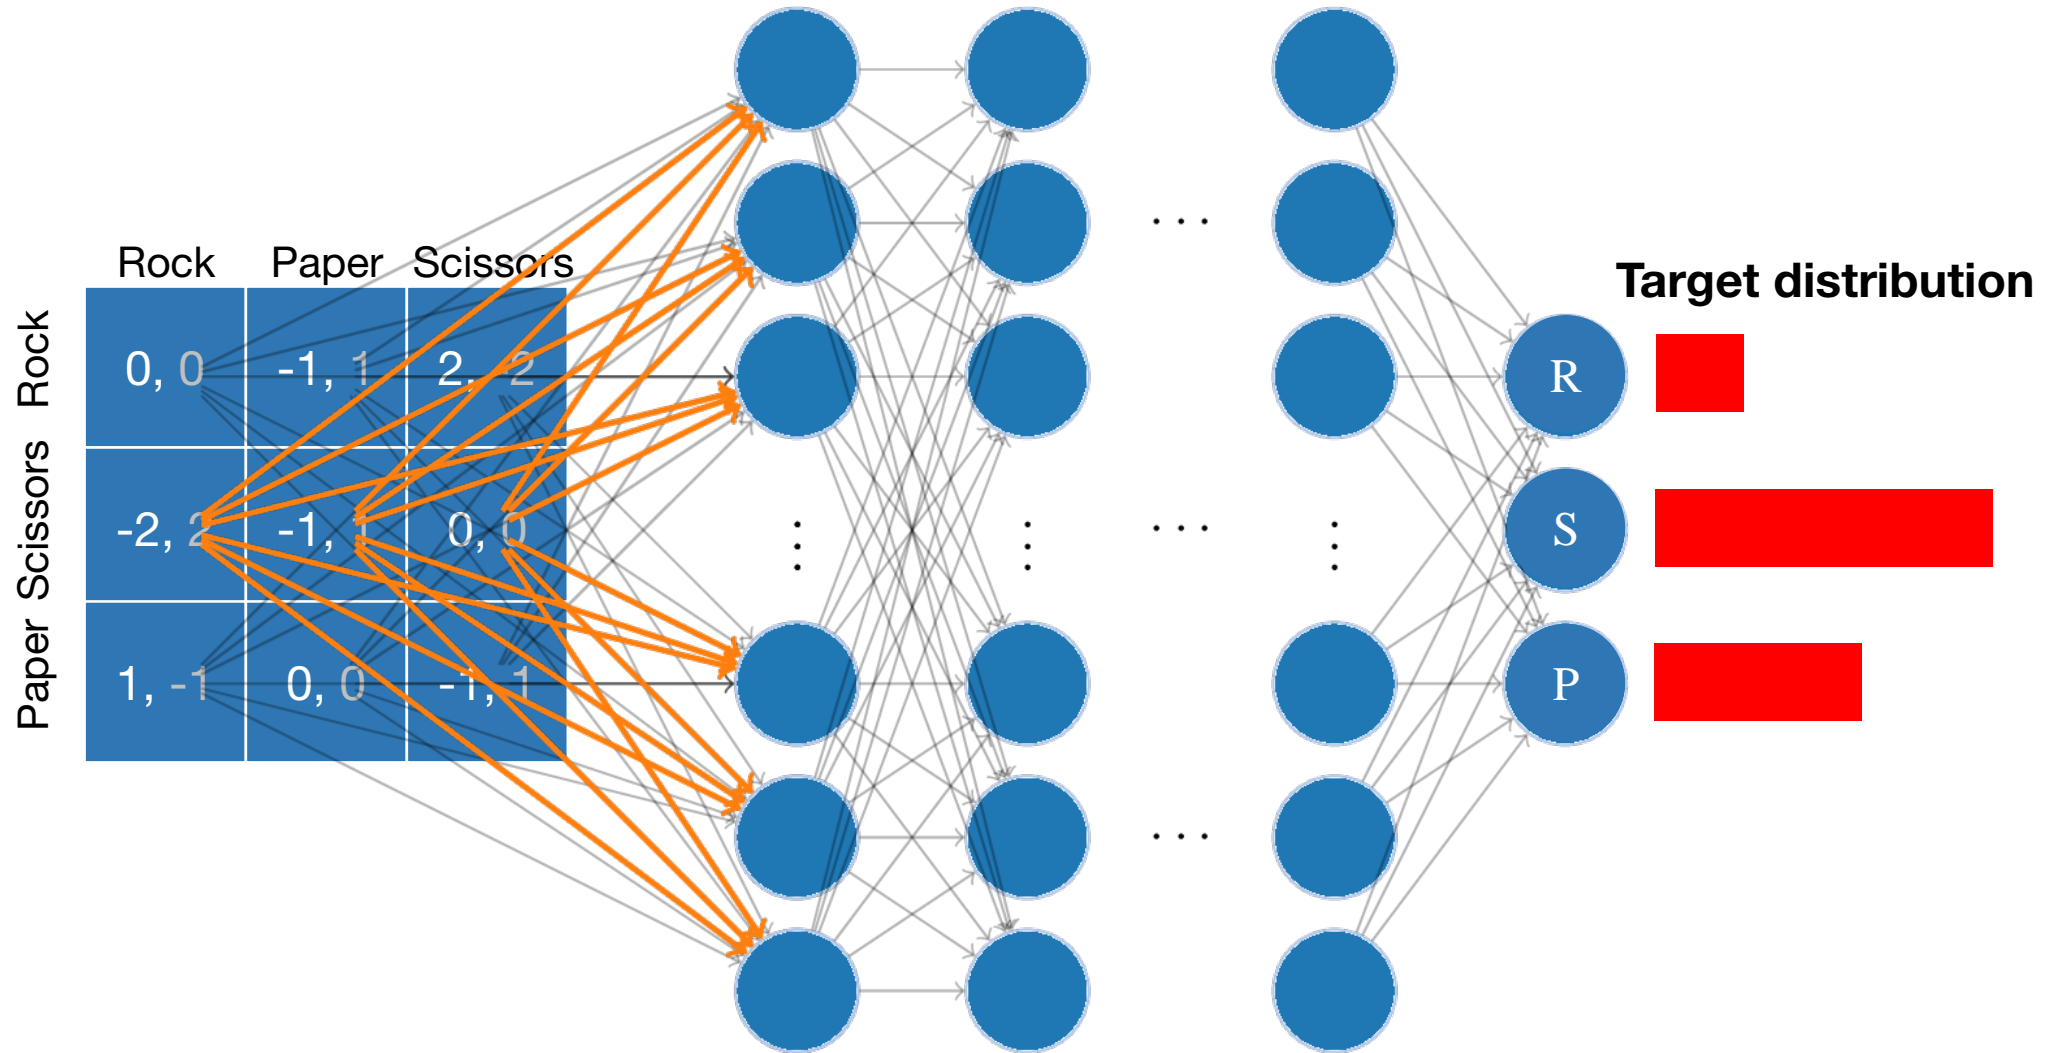 Rock Paper Scissors
Target distribution
Rock
0, 0
-1, 1
2, -2
R
Scissors
-2, 2
-1,
0, 0
S
Paper
1, -1
0, 0
-1, 1
P